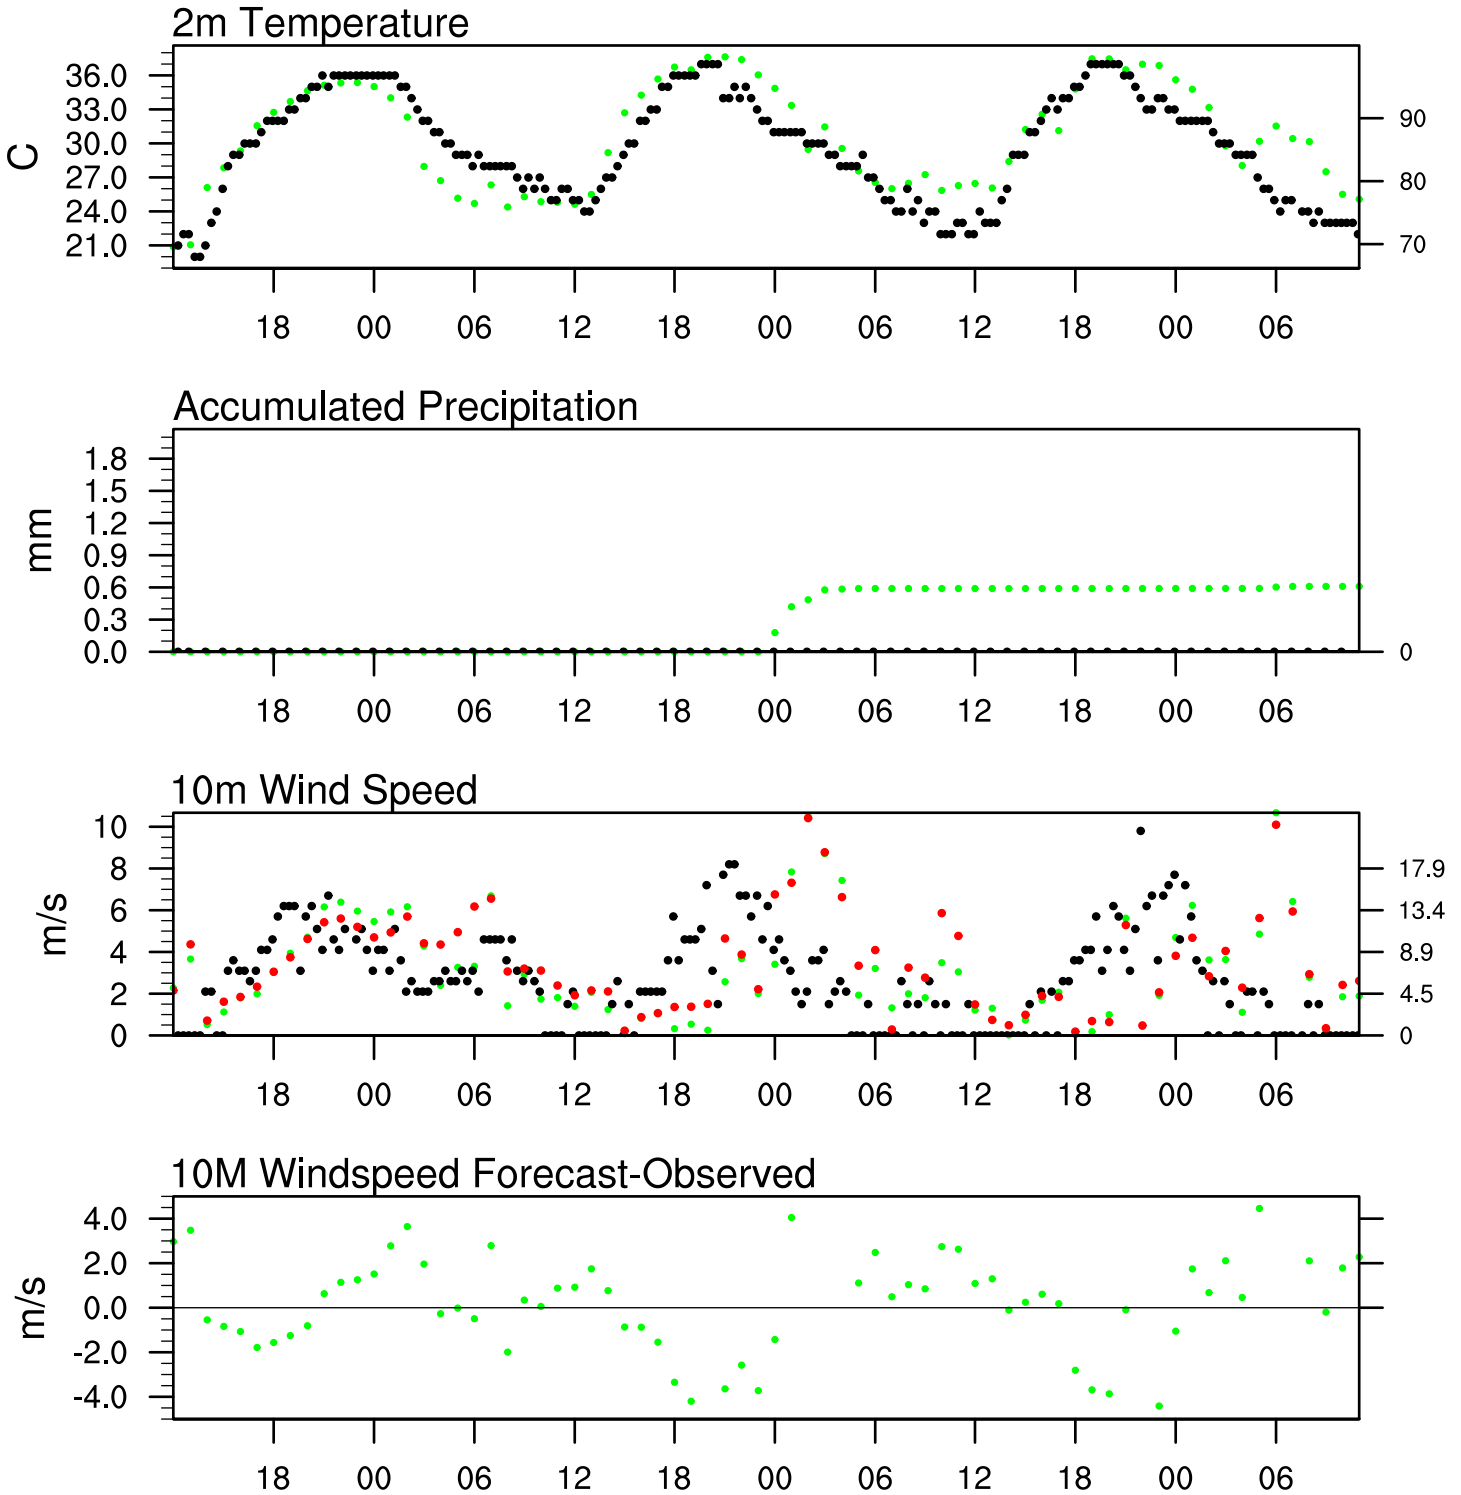 2m Temperature
C
36.0
33.0
30.0
27.0
24.0
21.0
90
80
70
18 00 06 12 18 00 06 12 18 00 06
Accumulated Precipitation
mm
1.8
1.5
1.2
0.9
0.6
0.3
0.0
0
18 00 06 12 18 00 06 12 18 00 06
10m Wind Speed
m/s
10
8
6
4
2
0
17.9
13.4
8.9
4.5
0
18 00 06 12 18 00 06 12 18 00 06
10M Windspeed Forecast-Observed
m/s
4.0
2.0
0.0
-2.0
-4.0
18 00 06 12 18 00 06 12 18 00 06